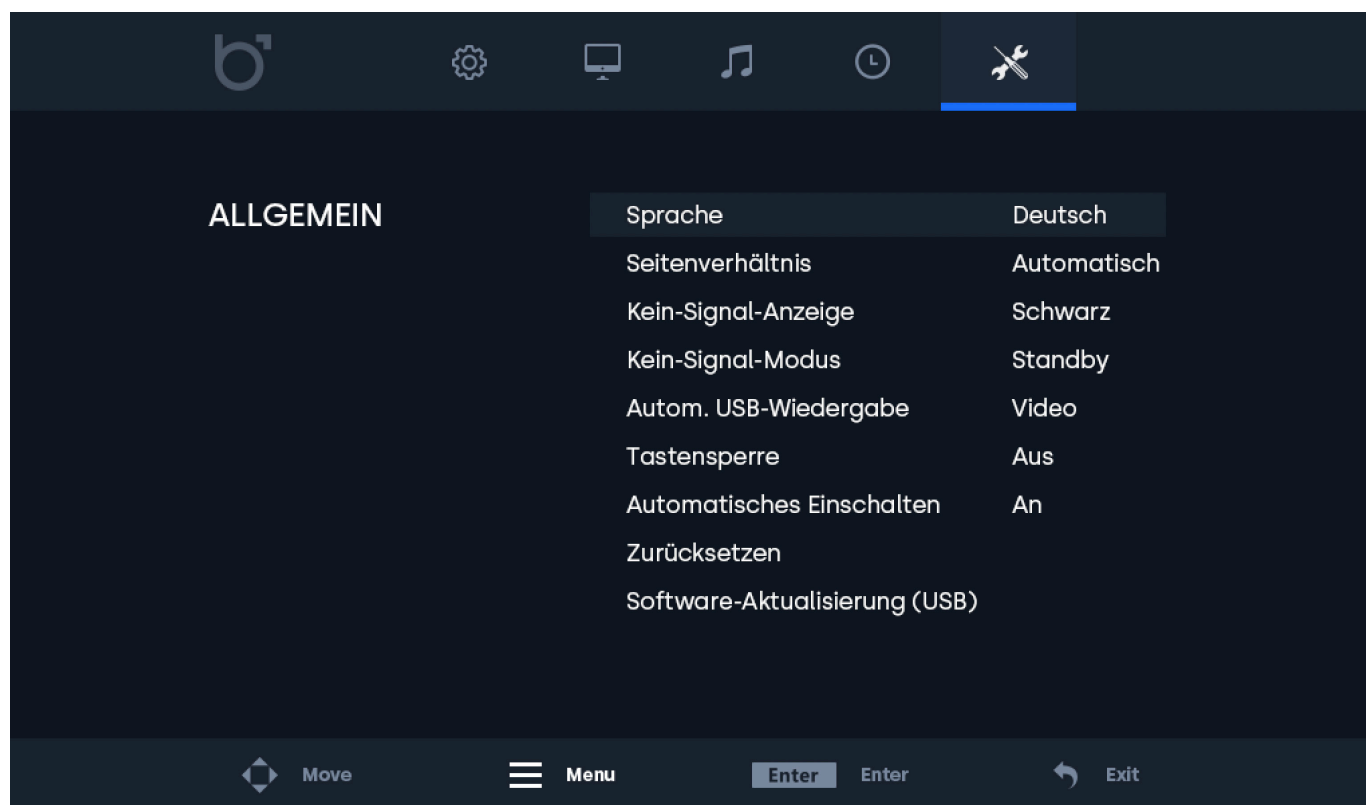 ALLGEMEIN
Sprache Deutsch
Seitenverhältnis Automatisch
Kein-Signal-Anzeige Schwarz
Kein-Signal-Modus Standby
Autom. USB-Wiedergabe Video
Tastensperre Aus
Automatisches Einschalten An
Zurücksetzen
Software-Aktualisierung (USB)
Move Menu Enter Enter Exit